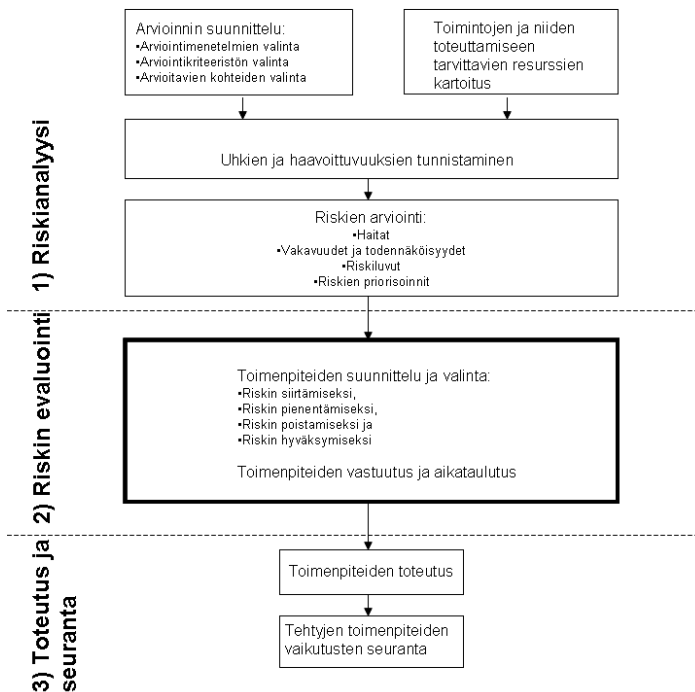 Arvioinnin suunnittelu:
▪Arviointimenetelmien valinta
▪Arviointikriteeristön valinta
▪Arvioitavien kohteiden valinta
Toimintojen ja niiden
toteuttamiseen
tarvittavien resurssien
kartoitus
1) Riskianalyysi
Uhkien ja haavoittuvuuksien tunnistaminen
Riskien arviointi:
▪Haitat
▪Vakavuudet ja todennäköisyydet
▪Riskiluvut
▪Riskien priorisoinnit
2) Riskin evaluointi
Toimenpiteiden suunnittelu ja valinta:
▪Riskin siirtämiseksi,
▪Riskin pienentämiseksi,
▪Riskin poistamiseksi ja
▪Riskin hyväksymiseksi
Toimenpiteiden vastuutus ja aikataulutus
3) Toteutus ja
seuranta
Toimenpiteiden toteutus
Tehtyjen toimenpiteiden
vaikutusten seuranta